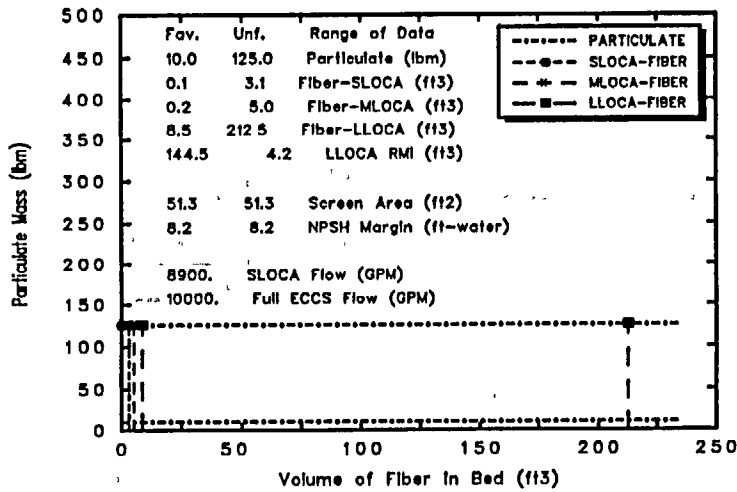 500
450
400
350
300
250
200
150
100
50
0
Particulate Mass (lbm)
Fav. Unf. Range of Data
10.0 125.0 Particulate (lbm)
0.1 3.1 Fiber-SLOCA (ft3)
0.2 5.0 Fiber-MLOCA (ft3)
8.5 212.5 Fiber-LLOCA (ft3)
144.5 4.2 LLOCA RMI (ft3)
51.3 51.3 Screen Area (ft2)
8.2 8.2 NPSH Margin (ft-water)
8900. SLOCA Flow (GPM)
10000. Full ECCS Flow (GPM)
PARTICULATE
SLOCA-FIBER
MLOCA-FIBER
LLOCA-FIBER
0 50 100 150 200 250
Volume of Fiber in Bed (ft3)